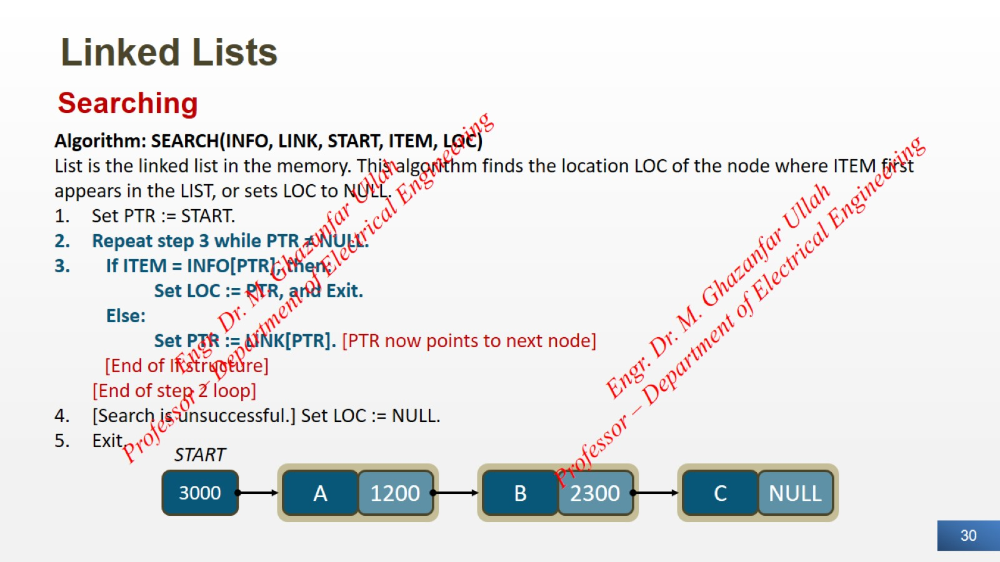 Linked Lists
Searching
Algorithm: SEARCH(INFO, LINK, START, ITEM, LOC)
List is the linked list in the memory. This algorithm finds the location LOC of the node where ITEM first
appears in the LIST, or sets LOC to NULL.
1. Set PTR := START.
2. Repeat step 3 while PTR ≠ NULL.
3. If ITEM = INFO[PTR], then:
Set LOC := PTR, and Exit.
Else:
Set PTR := LINK[PTR]. [PTR now points to next node]
[End of If structure]
[End of step 2 loop]
4. [Search is unsuccessful.] Set LOC := NULL.
5. Exit.
START
3000 A 1200 B 2300 C NULL
30
Engr. Dr. M. Ghazanfar Ullah
Professor – Department of Electrical Engineering
Engr. Dr. M. Ghazanfar Ullah
Professor – Department of Electrical Engineering